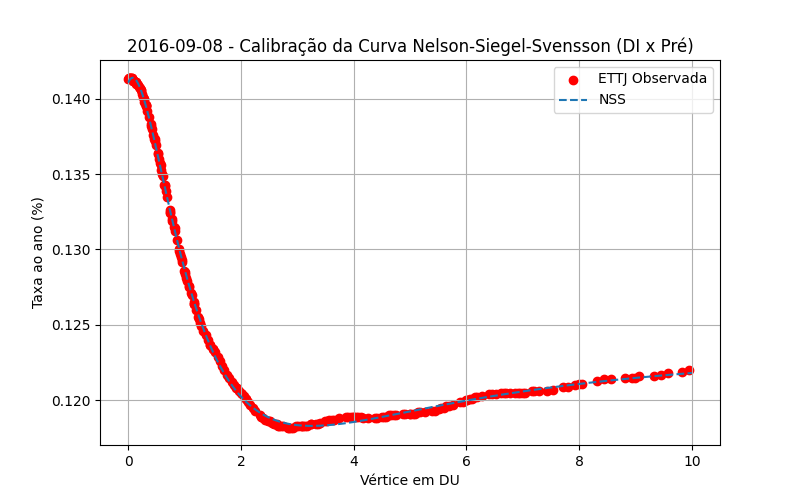 2016-09-08 - Calibração da Curva Nelson-Siegel-Svensson (DI x Pré)
ETTJ Observada
NSS
Taxa ao ano (%)
0.140
0.135
0.130
0.125
0.120
0 2 4 6 8 10
Vértice em DU